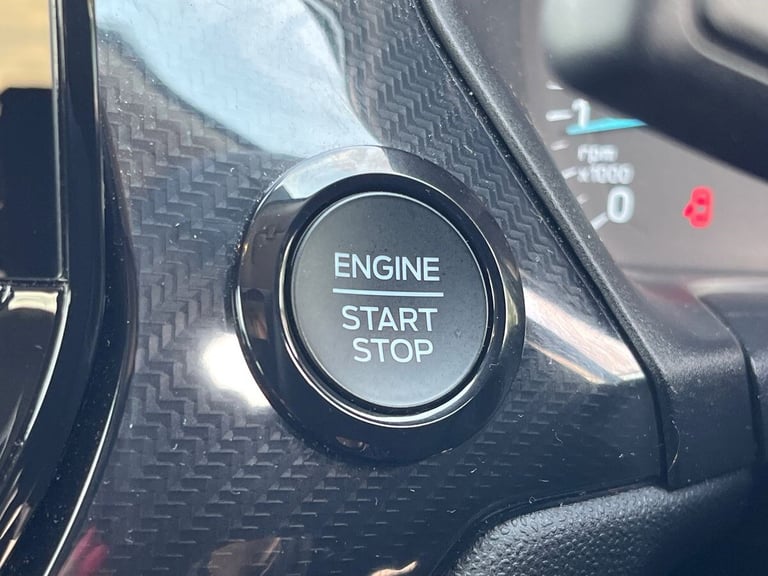 ENGINE
START
STOP
1
rpm
x1000
0